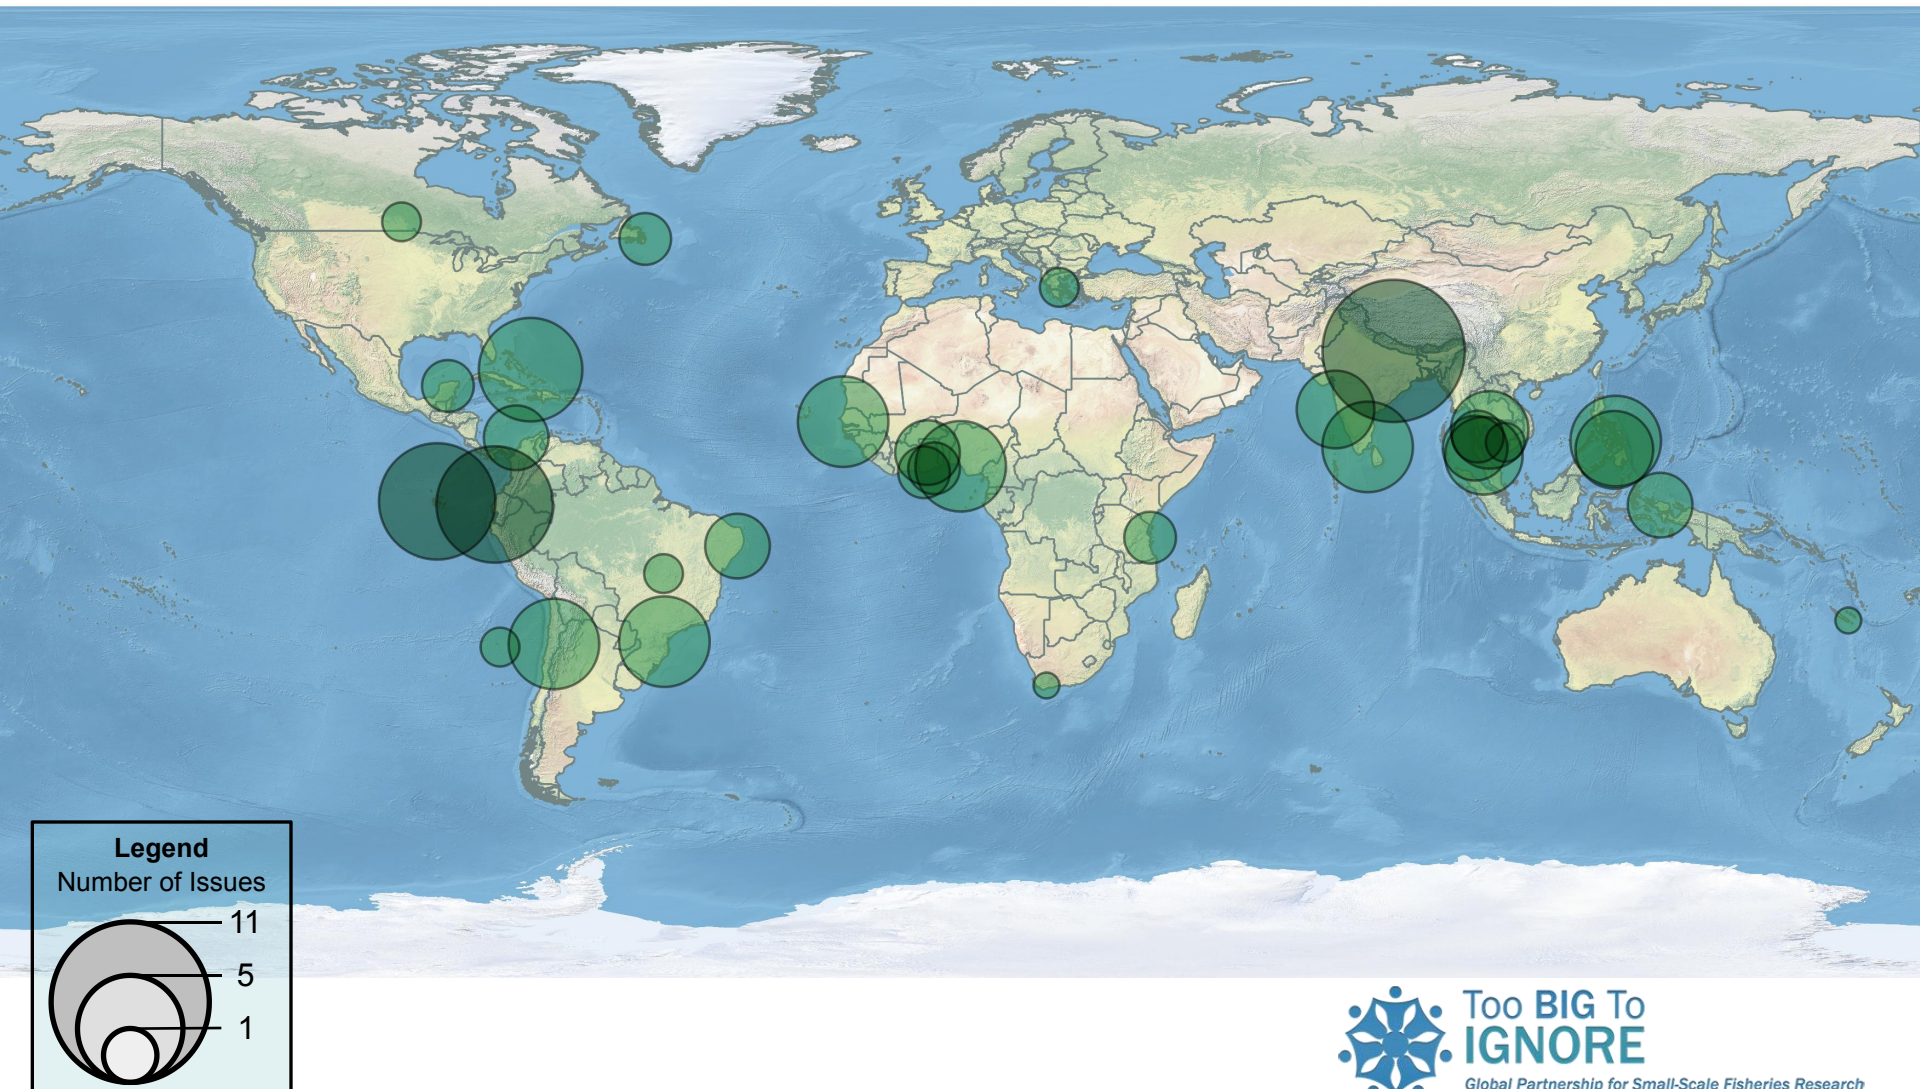 Legend
Number of Issues
11
5
1
Too BIG To
IGNORE
Global Partnership for Small-Scale Fisheries Research